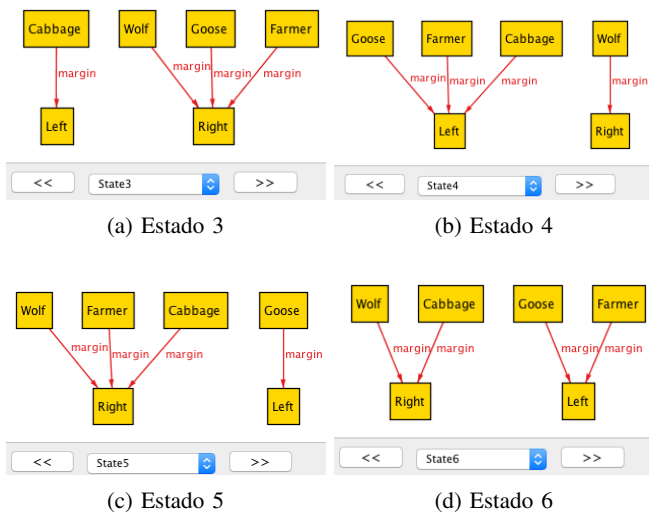 Cabbage Wolf Goose Farmer
margin margin margin margin
Left Right
<< State3 >>
(a) Estado 3
Goose Farmer Cabbage Wolf
margin margin margin margin
Left Right
<< State4 >>
(b) Estado 4
Wolf Farmer Cabbage Goose
margin margin margin margin
Right Left
<< State5 >>
(c) Estado 5
Wolf Cabbage Goose Farmer
margin margin margin margin
Right Left
<< State6 >>
(d) Estado 6